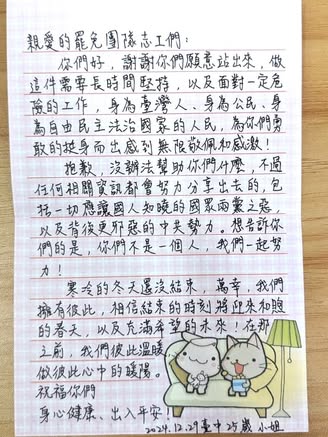 親愛的罷免團隊志工們：
你們好，謝謝你們願意站出來，做
這件需要長時間堅持，以及面對一定危
險的工作，身為臺灣人、身為公民、身
為自由民主法治國家的人民，為你們勇
敢的挺身而出感到無限敬佩和感激！
抱歉，沒辦法幫助你們什麼，不過
任何相關資訊都會努力分享出去的，包
括一切應讓國人知曉的國罪兩黨之惡，
以及背後更邪惡的中共勢力。想告訴你
們的是，你們不是一個人，我們一起努
力！
寒冷的冬天還沒結束，萬幸，我們
擁有彼此，相信結束的時刻將迎來和煦
的春天，以及充滿希望的未來！在那
之前，我們彼此溫暖
做彼此心中的暖陽。
祝福你們
身心健康、出入平安！
2024.12.29 臺中 25歲 小姐